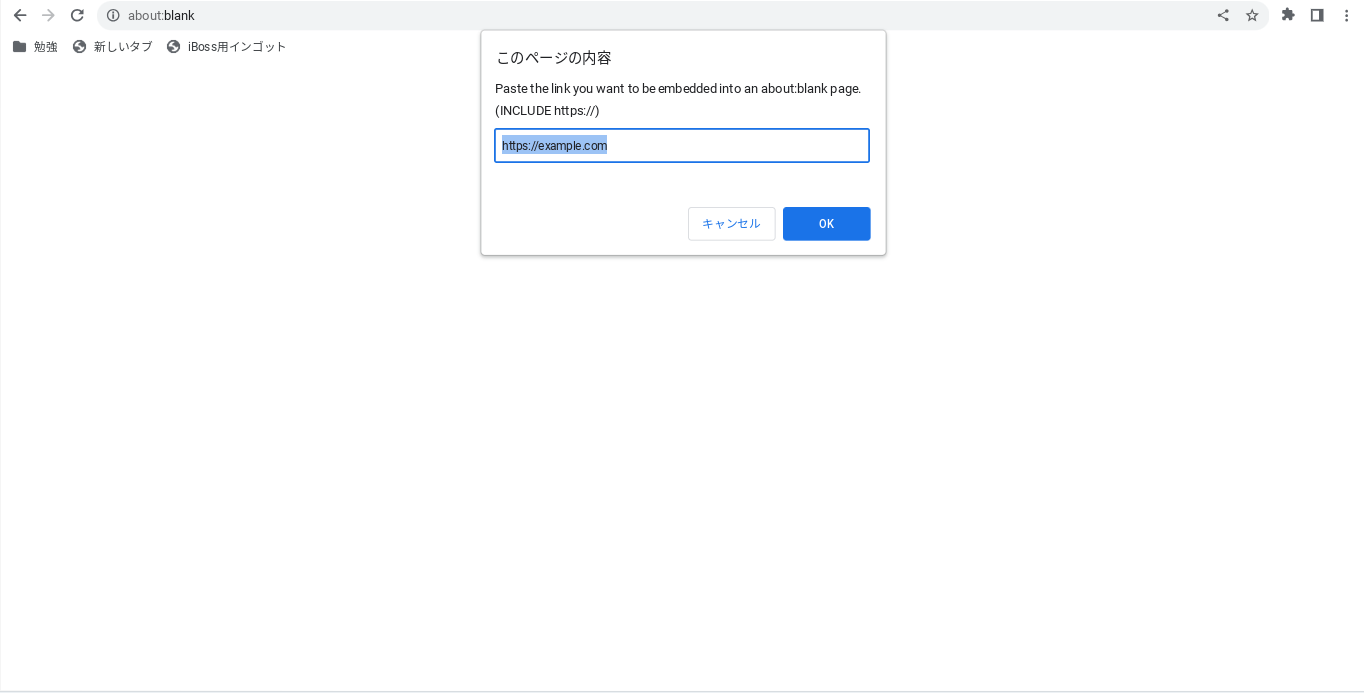 about:blank
勉強 新しいタブ iBoss用インゴット
このページの内容
Paste the link you want to be embedded into an about:blank page.
(INCLUDE https://)
https://example.com
キャンセル OK